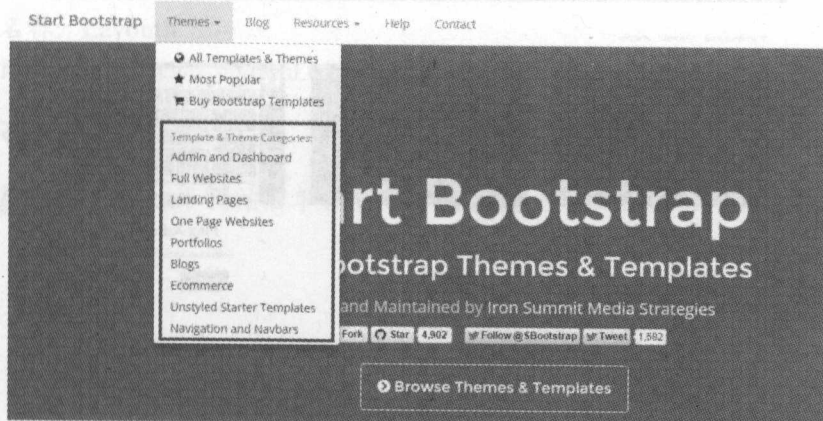 Start Bootstrap Themes Blog Resources Help Contact
All Templates & Themes
Most Popular
Buy Bootstrap Templates
Template & Theme Categories:
Admin and Dashboard
Full Websites
Landing Pages
One Page Websites
Portfolios
Blogs
Ecommerce
Unstyled Starter Templates
Navigation and Navbars
rt Bootstrap
ootstrap Themes & Templates
and Maintained by Iron Summit Media Strategies
Fork Star 4,902 Follow @SBootstrap Tweet 1,592
Browse Themes & Templates